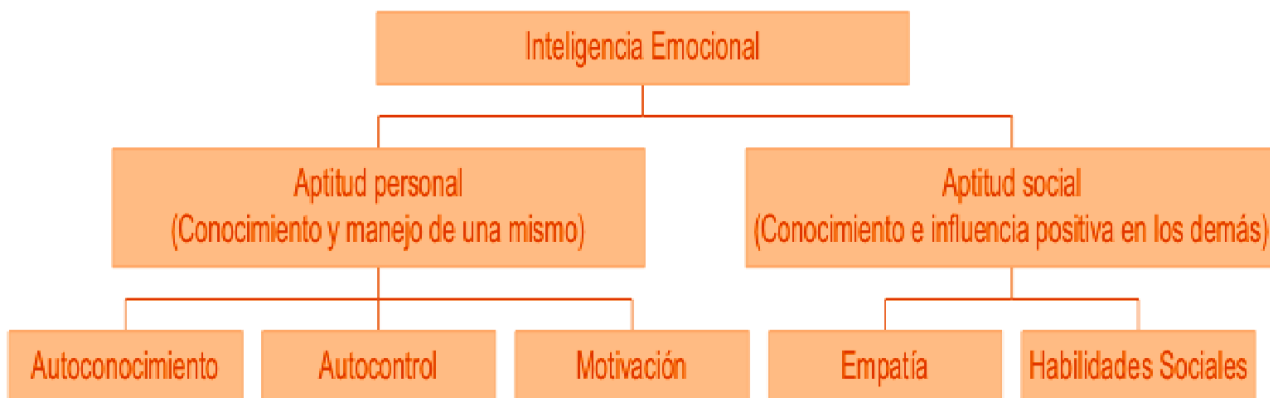 Inteligencia Emocional
Aptitud personal
(Conocimiento y manejo de una mismo)
Aptitud social
(Conocimiento e influencia positiva en los demás)
Autoconocimiento
Autocontrol
Motivación
Empatía
Habilidades Sociales